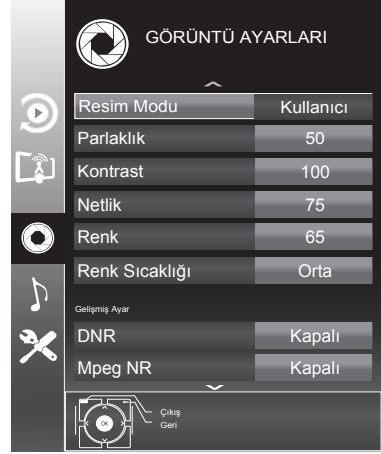 GÖRÜNTÜ AYARLARI
Resim Modu Kullanıcı
Parlaklık 50
Kontrast 100
Netlik 75
Renk 65
Renk Sıcaklığı Orta
Gelişmiş Ayar
DNR Kapalı
Mpeg NR Kapalı
OK
Çıkış
Geri